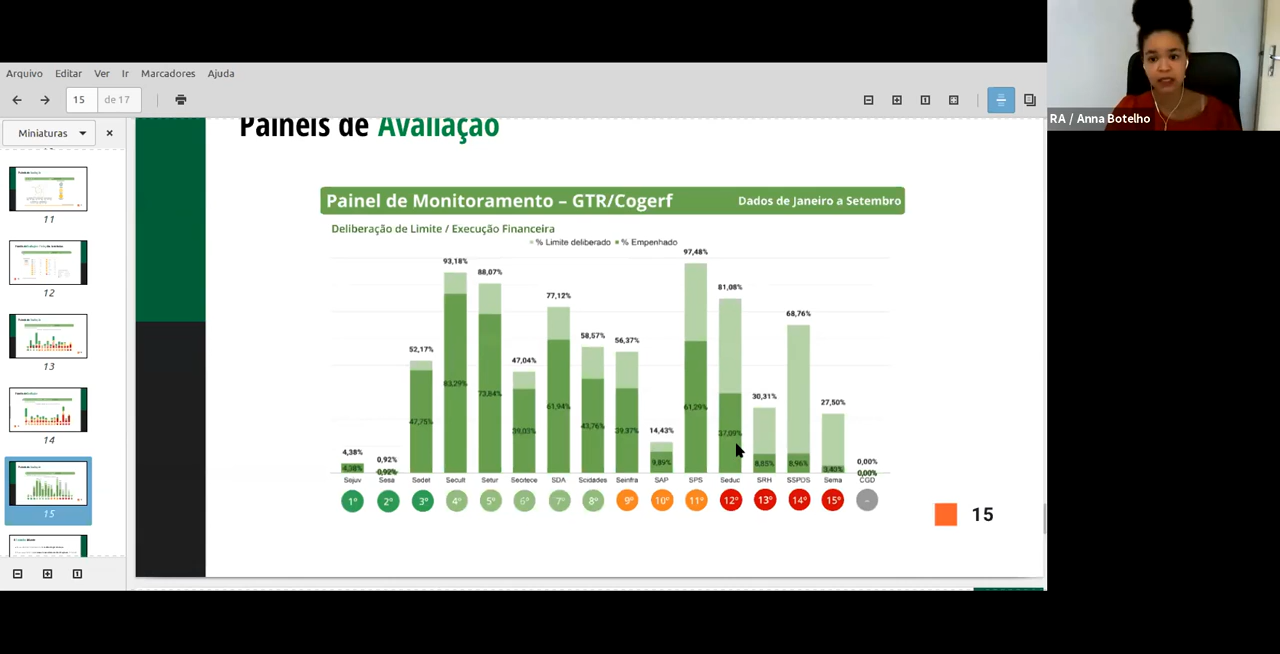 Arquivo Editar Ver Ir Marcadores Ajuda
15 de 17
Miniaturas
11
12
13
14
15
Painéis de Avaliação
Painel de Monitoramento – GTR/Cogerf Dados de Janeiro a Setembro
Deliberação de Limite / Execução Financeira
% Limite deliberado % Empenhado
4,38% 0,92% 52,17% 93,18% 88,07% 47,04% 77,12% 58,57% 56,37% 14,43% 97,48% 81,08% 30,31% 68,76% 27,50% 0,00%
4,38% 0,92% 47,75% 83,29% 73,84% 39,03% 61,94% 43,76% 39,37% 9,89% 61,29% 37,09% 8,83% 8,96% 3,40% 0,00%
Sejuv Sesa Sedet Secult Setur Secitece SDA Scidades Seinfra SAP SPS Seduc SRH SSPDS Sema CGD
1º 2º 3º 4º 5º 6º 7º 8º 9º 10º 11º 12º 13º 14º 15º -
15
RA / Anna Botelho